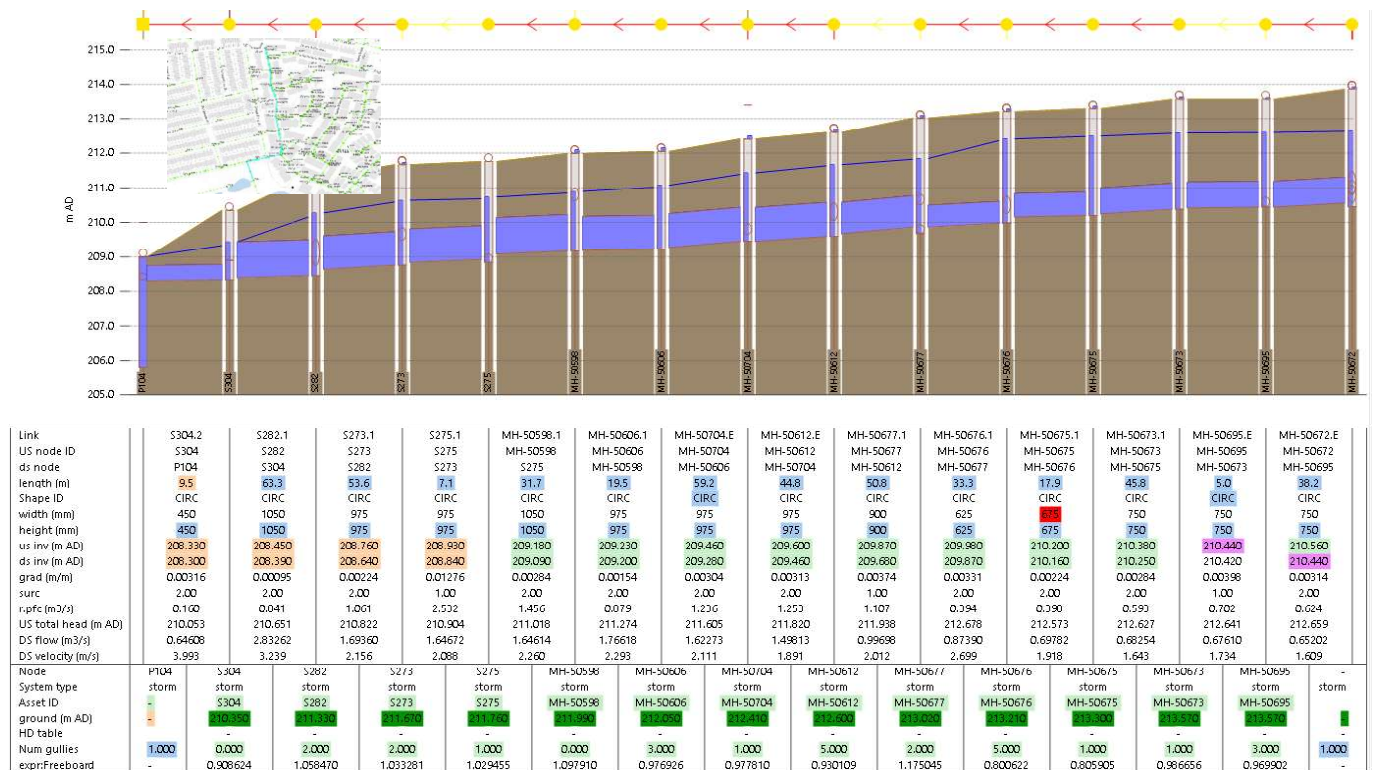 215.0
214.0
213.0
212.0
211.0
210.0
209.0
208.0
207.0
206.0
205.0
m AD
P104 S304 S282 S273 S275 MH-50598 MH-50606 MH-50704 MH-50612 MH-50677 MH-50676 MH-50675 MH-50673 MH-50695 MH-50672
Link S304.2 S282.1 S273.1 S275.1 MH-50598.1 MH-50606.1 MH-50704.E MH-50612.E MH-50677.1 MH-50676.1 MH-50675.1 MH-50673.1 MH-50695.E MH-50672.E
US node ID S304 S282 S273 S275 MH-50598 MH-50606 MH-50704 MH-50612 MH-50677 MH-50676 MH-50675 MH-50673 MH-50695 MH-50672
ds node P104 S304 S282 S273 S275 MH-50598 MH-50606 MH-50704 MH-50612 MH-50677 MH-50676 MH-50675 MH-50673 MH-50695
length (m) 9.5 63.3 53.6 7.1 31.7 19.5 59.2 44.8 50.8 33.3 17.9 45.8 5.0 38.2
Shape ID CIRC CIRC CIRC CIRC CIRC CIRC CIRC CIRC CIRC CIRC CIRC CIRC CIRC CIRC
width (mm) 450 1050 975 975 1050 975 975 975 900 625 675 750 750 750
height (mm) 450 1050 975 975 1050 975 975 975 900 625 675 750 750 750
us inv (m AD) 208.330 208.450 208.760 208.930 209.180 209.230 209.460 209.600 209.870 209.980 210.200 210.380 210.440 210.560
ds inv (m AD) 208.300 208.390 208.640 208.840 209.090 209.200 209.280 209.460 209.680 209.870 210.160 210.250 210.420 210.440
grad (m/m) 0.00316 0.00095 0.00224 0.01276 0.00284 0.00154 0.00304 0.00313 0.00374 0.00331 0.00224 0.00284 0.00398 0.00314
surc 2.00 2.00 2.00 1.00 2.00 2.00 2.00 2.00 1.00 2.00 2.00 2.00 1.00 2.00
r.pfc (m3/s) 0.160 0.041 1.061 2.532 1.456 0.879 1.236 1.253 1.107 0.394 0.390 0.593 0.702 0.624
US total head (m AD) 210.053 210.651 210.822 210.904 211.018 211.274 211.605 211.820 211.938 212.678 212.573 212.627 212.641 212.659
DS flow (m3/s) 0.64608 2.83262 1.69360 1.64672 1.64614 1.76618 1.62273 1.49813 0.99698 0.87390 0.69782 0.68254 0.67610 0.65202
DS velocity (m/s) 3.993 3.239 2.156 2.088 2.260 2.293 2.111 1.891 2.012 2.699 1.918 1.643 1.734 1.609
Node P104 S304 S282 S273 S275 MH-50598 MH-50606 MH-50704 MH-50612 MH-50677 MH-50676 MH-50675 MH-50673 MH-50695 -
System type storm storm storm storm storm storm storm storm storm storm storm storm storm storm storm
Asset ID - S304 S282 S273 S275 MH-50598 MH-50606 MH-50704 MH-50612 MH-50677 MH-50676 MH-50675 MH-50673 MH-50695
ground (m AD) - 210.350 211.330 211.670 211.760 211.990 212.050 212.410 212.600 213.020 213.210 213.300 213.570 213.570 -
HD table - - - - - - - - - - - - -
Num gullies 1.000 0.000 2.000 2.000 1.000 0.000 3.000 1.000 5.000 2.000 5.000 1.000 1.000 3.000 1.000
expr:Freeboard - 0.908624 1.058470 1.033281 1.029455 1.097910 0.976926 0.977810 0.930109 1.175045 0.800622 0.805905 0.986656 0.969902 -